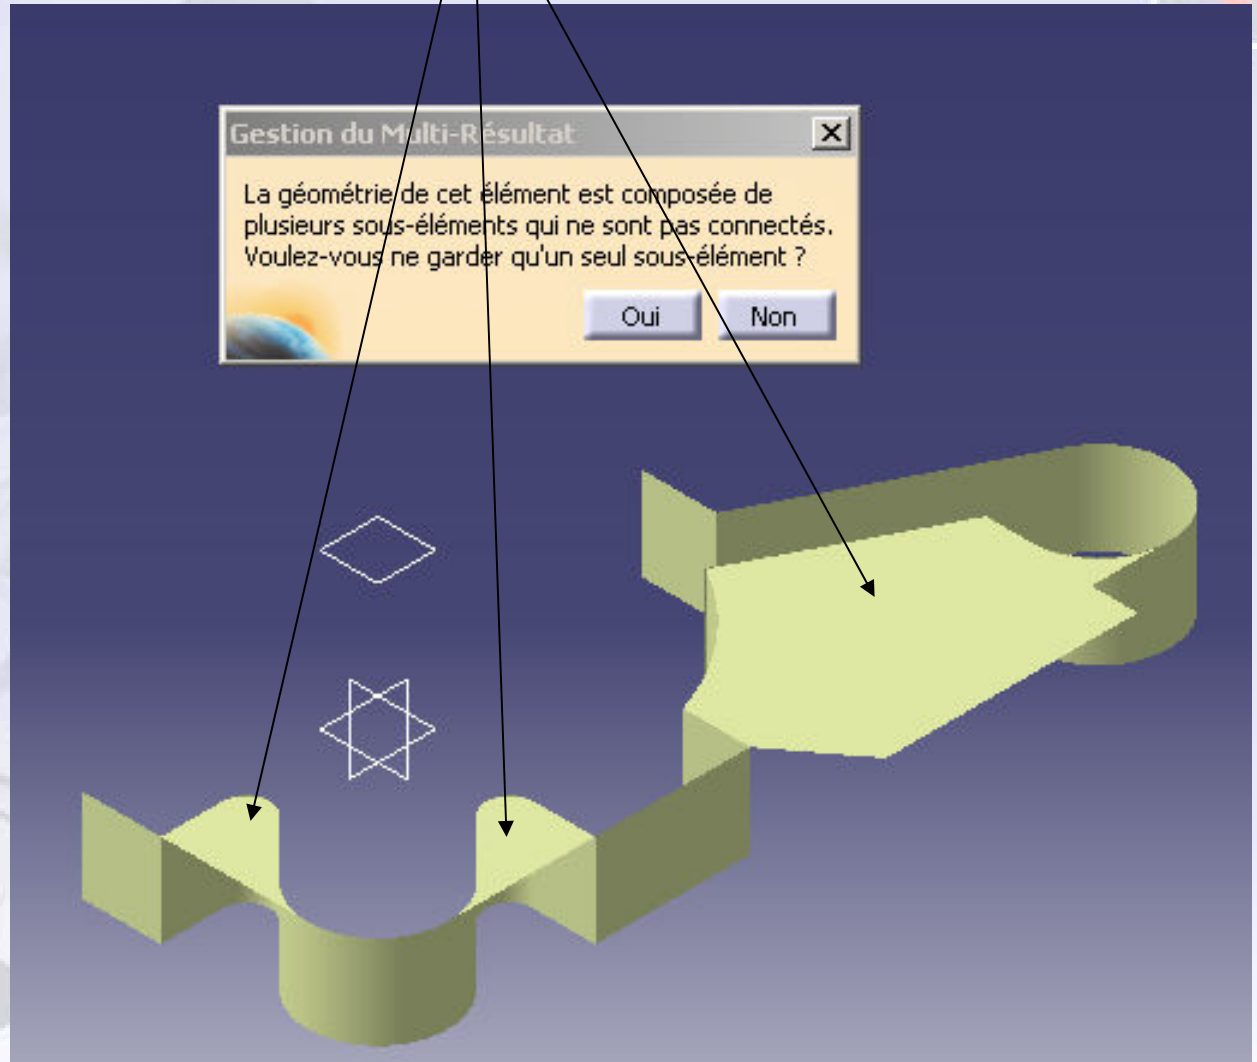 Gestion du Multi-Résultat
La géométrie de cet élément est composée de
plusieurs sous-éléments qui ne sont pas connectés.
Voulez-vous ne garder qu'un seul sous-élément ?
Oui Non